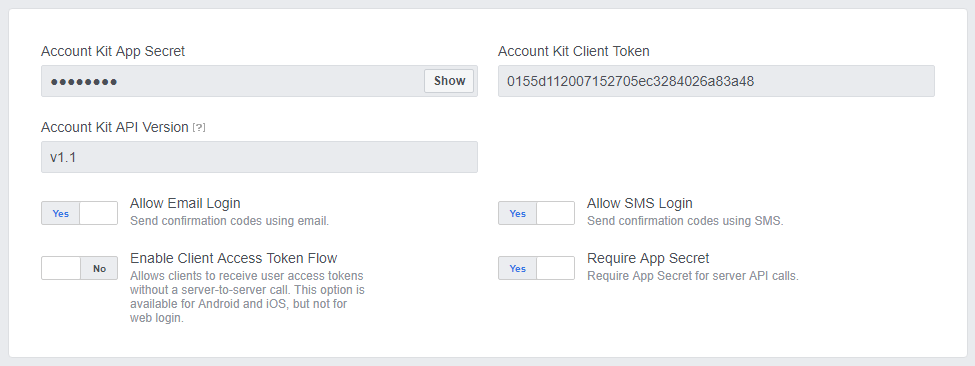 Account Kit App Secret
●●●●●●●● Show
Account Kit Client Token
0155d112007152705ec3284026a83a48
Account Kit API Version [?]
v1.1
Yes
Allow Email Login
Send confirmation codes using email.
Yes
Allow SMS Login
Send confirmation codes using SMS.
No
Enable Client Access Token Flow
Allows clients to receive user access tokens
without a server-to-server call. This option is
available for Android and iOS, but not for
web login.
Yes
Require App Secret
Require App Secret for server API calls.